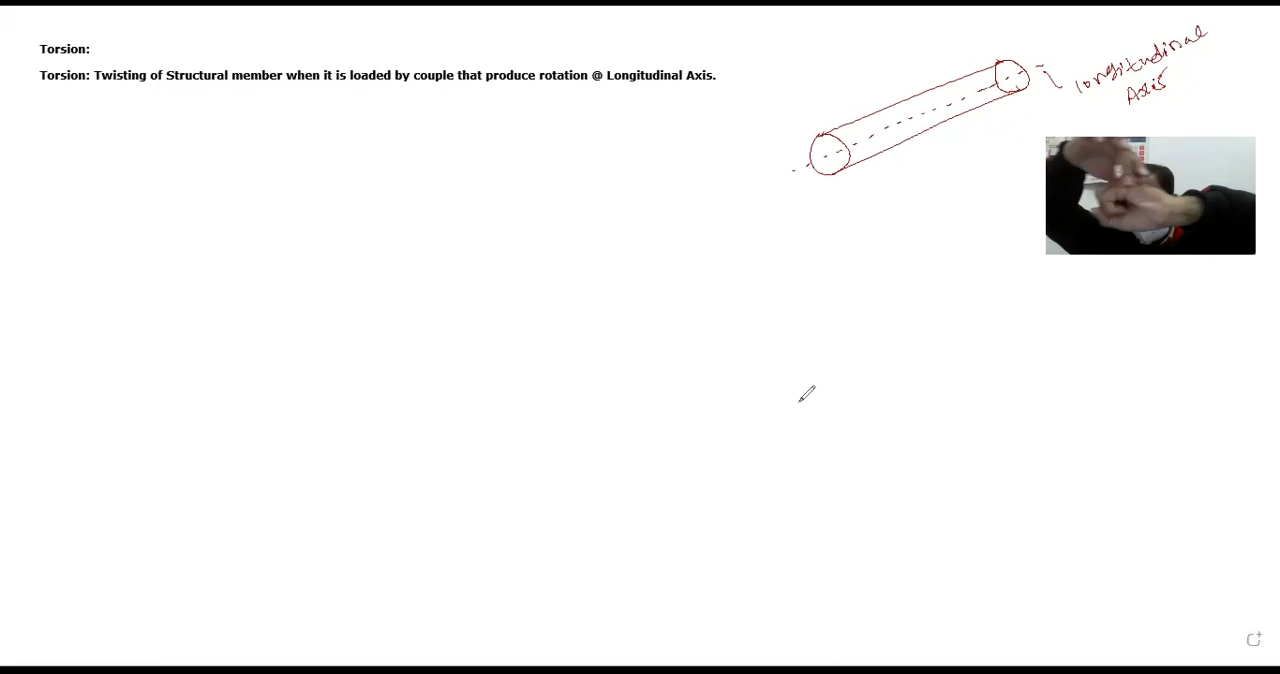 Torsion:
Torsion: Twisting of Structural member when it is loaded by couple that produce rotation @ Longitudinal Axis.
Longitudinal
Axis